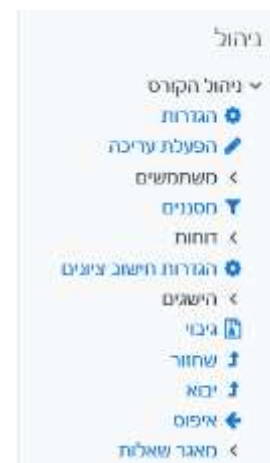 ניהול
ניהול הקורס
הגדרות
הפעלת עריכה
משתמשים
מסננים
דוחות
הגדרות חישוב ציונים
הישגים
גיבוי
שחזור
יבוא
איפוס
מאגר שאלות